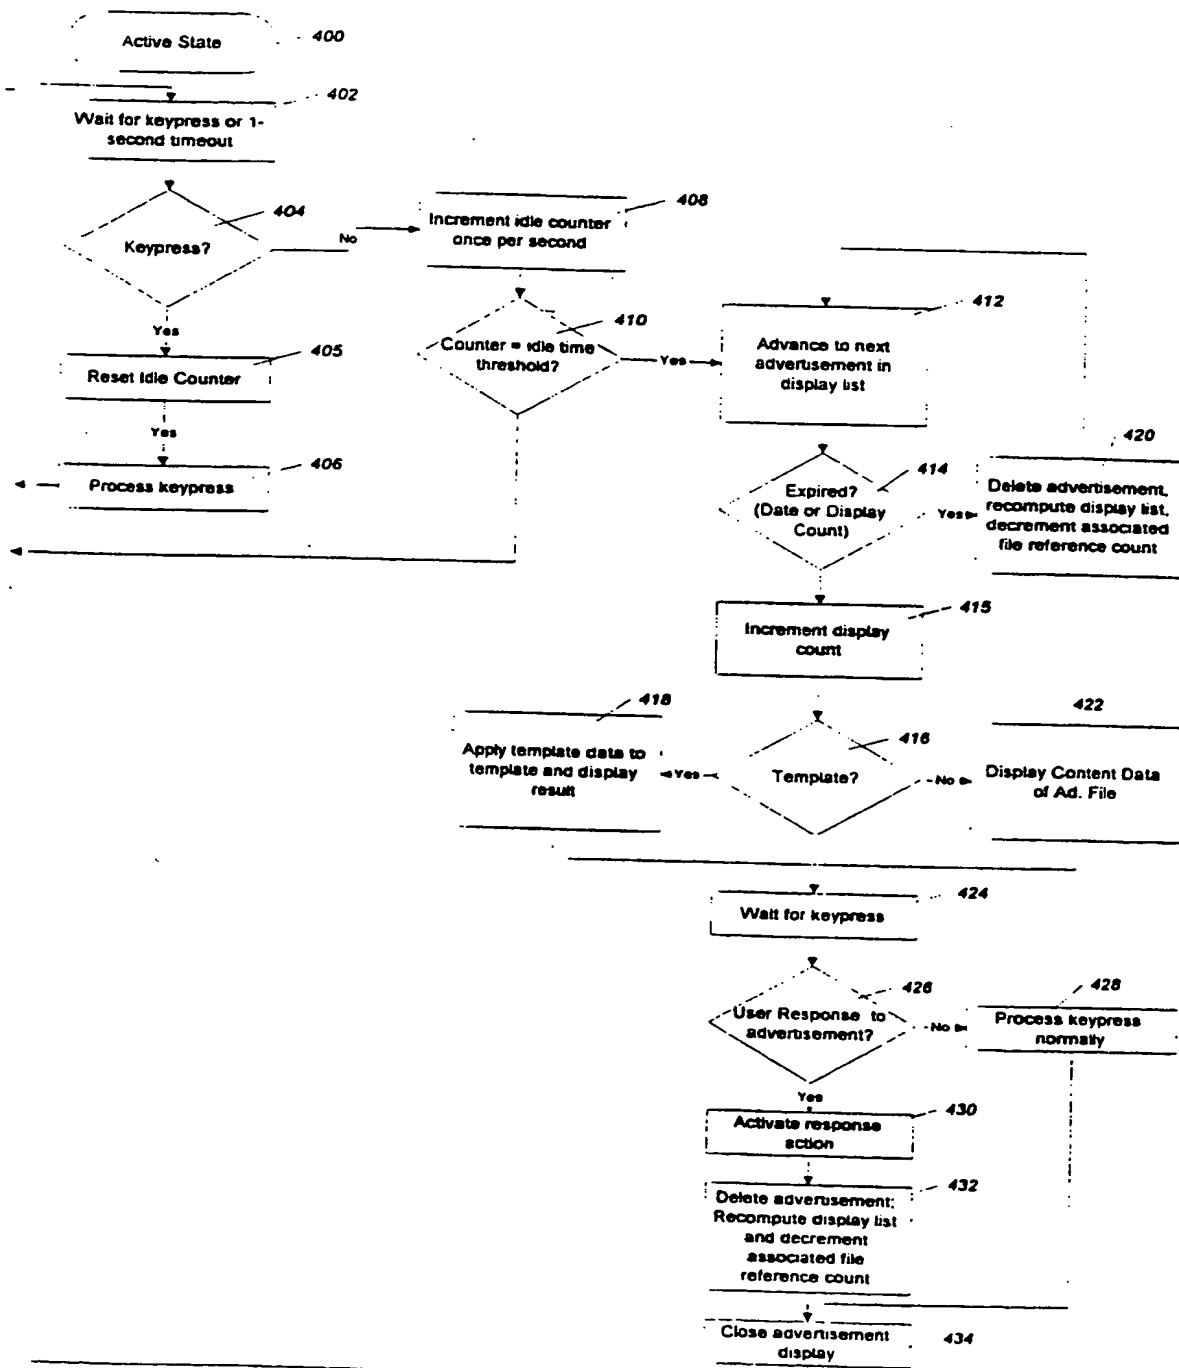 Active State
400
402
Wait for keypress or 1-
second timeout
404
Keypress?
No
408
Increment idle counter
once per second
Yes
405
Reset Idle Counter
Yes
406
Process keypress
410
Counter = idle time
threshold?
Yes
412
Advance to next
advertisement in
display list
414
Expired?
(Date or Display
Count)
Yes
420
Delete advertisement,
recompute display list,
decrement associated
file reference count
415
Increment display
count
418
Apply template data to
template and display
result
Yes
416
Template?
No
422
Display Content Data
of Ad. File
424
Wait for keypress
426
User Response to
advertisement?
No
428
Process keypress
normally
Yes
430
Activate response
action
432
Delete advertisement;
Recompute display list
and decrement
associated file
reference count
Close advertisement
display
434